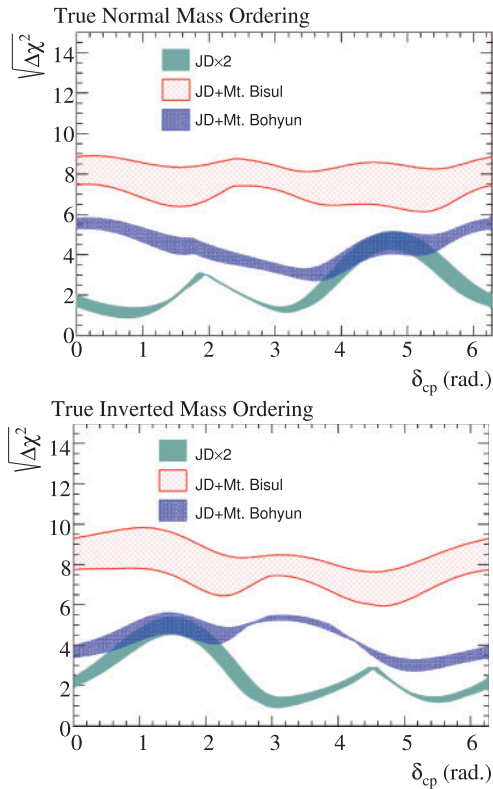 True Normal Mass Ordering
√Δχ²
14
12
10
8
6
4
2
0
JD×2
JD+Mt. Bisul
JD+Mt. Bohyun
0 1 2 3 4 5 6
δcp (rad.)
True Inverted Mass Ordering
√Δχ²
14
12
10
8
6
4
2
0
JD×2
JD+Mt. Bisul
JD+Mt. Bohyun
0 1 2 3 4 5 6
δcp (rad.)